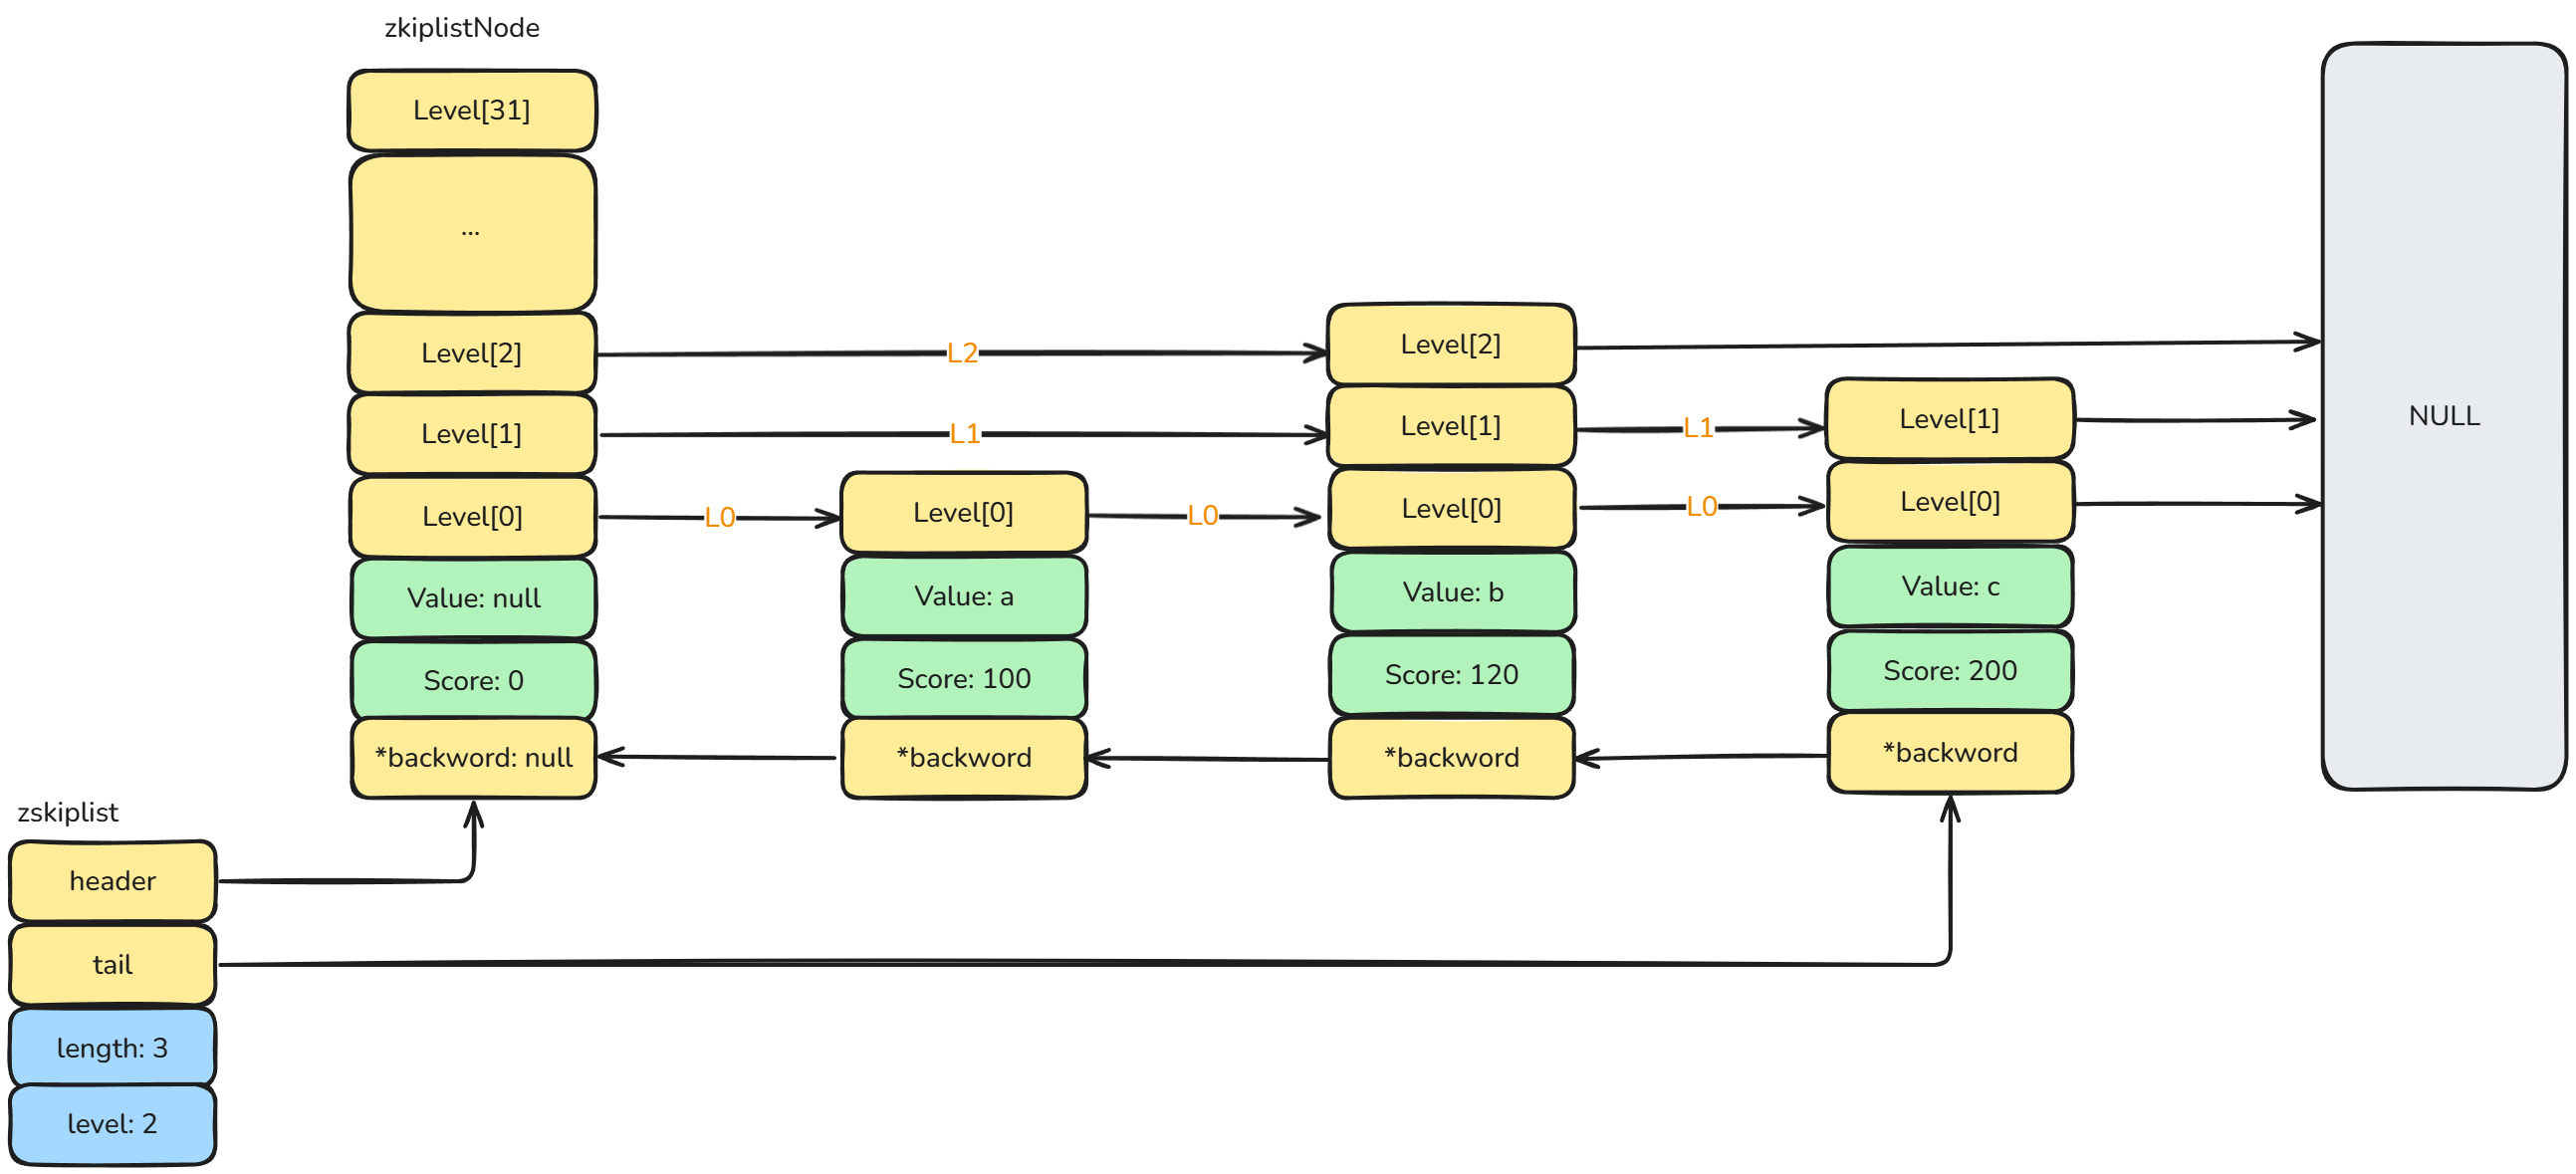 zkiplistNode
Level[31]
...
Level[2]
Level[1]
Level[0]
Value: null
Score: 0
*backword: null
L2
L1
L0
Level[0]
Value: a
Score: 100
*backword
L0
Level[2]
Level[1]
Level[0]
Value: b
Score: 120
*backword
L1
L0
Level[1]
Level[0]
Value: c
Score: 200
*backword
NULL
zskiplist
header
tail
length: 3
level: 2